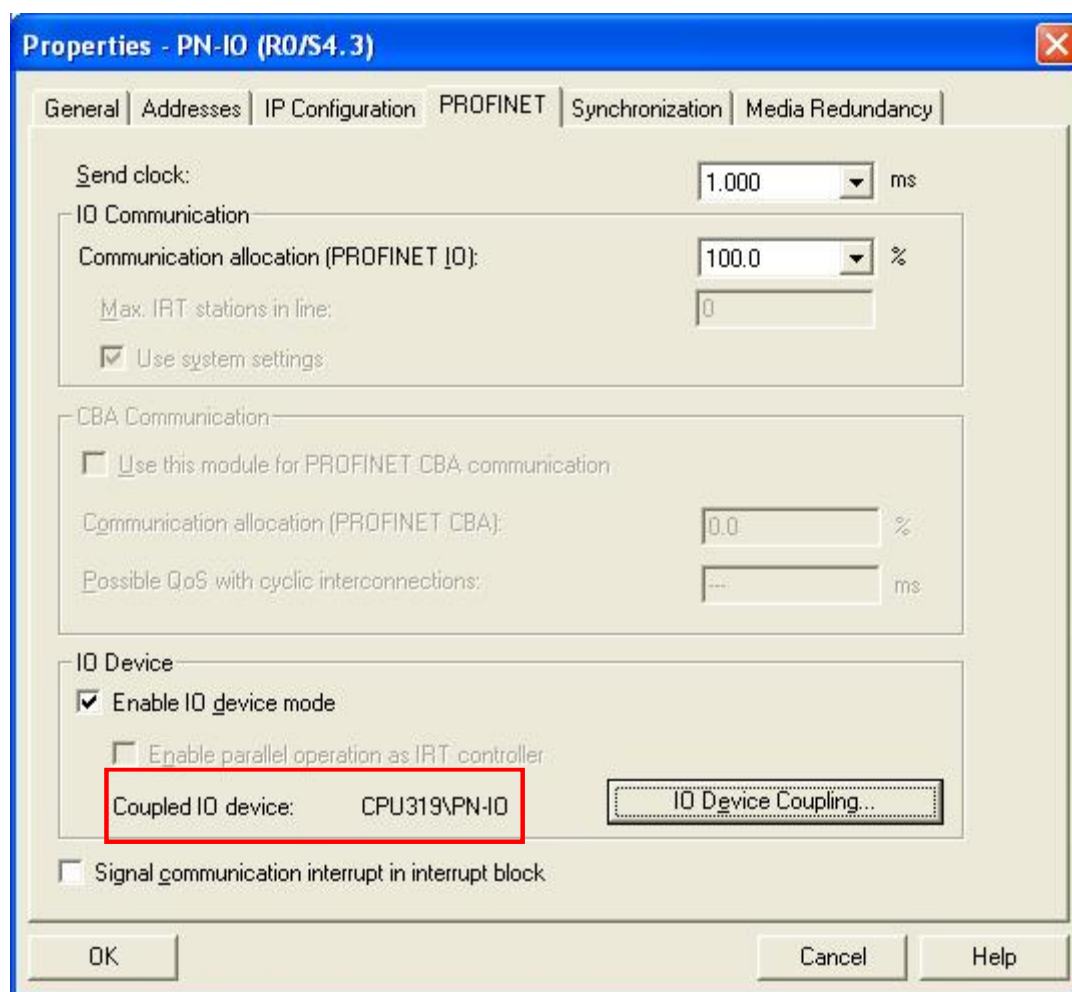 Properties - PN-IO (R0/S4.3)
General Addresses IP Configuration PROFINET Synchronization Media Redundancy
Send clock: 1.000 ms
IO Communication
Communication allocation (PROFINET IO): 100.0 %
Max. IRT stations in line: 0
Use system settings
CBA Communication
Use this module for PROFINET CBA communication
Communication allocation (PROFINET CBA): 0.0 %
Possible QoS with cyclic interconnections: --- ms
IO Device
Enable IO device mode
Enable parallel operation as IRT controller
Coupled IO device: CPU319\PN-IO IO Device Coupling...
Signal communication interrupt in interrupt block
OK Cancel Help